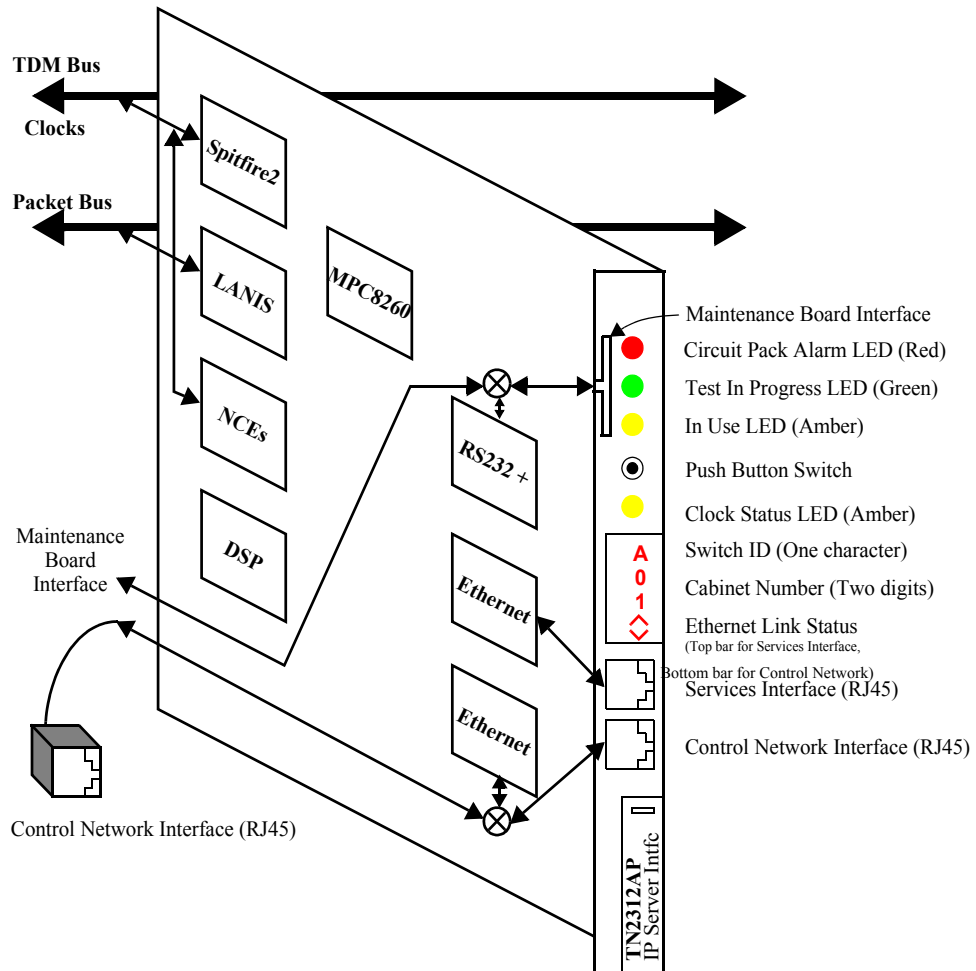 TDM Bus
Clocks
Spitfire2
Packet Bus
LANIS
MPC8260
NCEs
RS232 +
DSP
Maintenance
Board
Interface
Ethernet
Ethernet
Control Network Interface (RJ45)
Maintenance Board Interface
Circuit Pack Alarm LED (Red)
Test In Progress LED (Green)
In Use LED (Amber)
Push Button Switch
Clock Status LED (Amber)
A
0
1
Switch ID (One character)
Cabinet Number (Two digits)
Ethernet Link Status
(Top bar for Services Interface,
Bottom bar for Control Network)
Services Interface (RJ45)
Control Network Interface (RJ45)
TN2312AP
IP Server Intfc